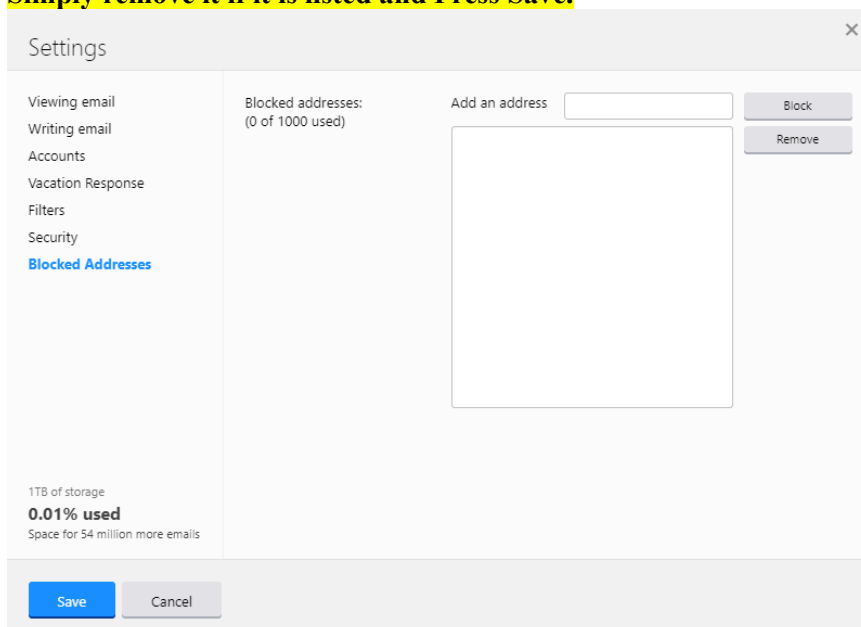 Simply remove it if it is listed and Press Save.
Settings
Viewing email
Writing email
Accounts
Vacation Response
Filters
Security
Blocked Addresses
Blocked addresses:
(0 of 1000 used)
Add an address
Block
Remove
1TB of storage
0.01% used
Space for 54 million more emails
Save
Cancel